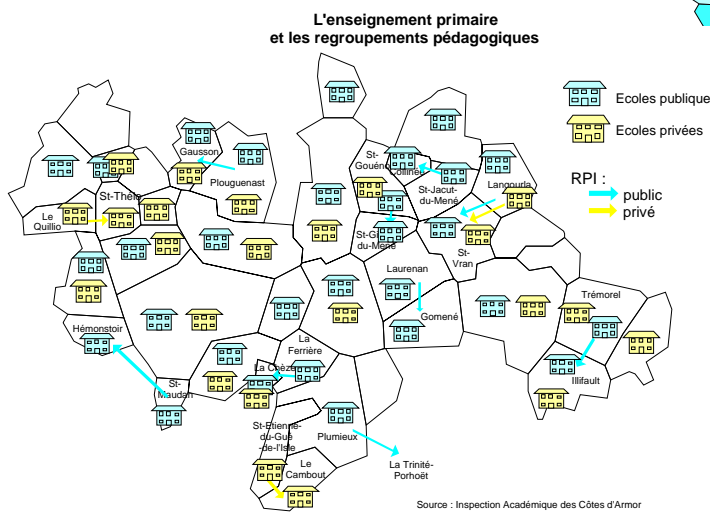 L'enseignement primaire
et les regroupements pédagogiques
Ecoles publique
Ecoles privées
RPI :
public
privé
Gausson
Plouguenast
St-Thélo
Le
Quillio
St-
Gouéno
Collinée
St-Jacut-
du-Mené
Langourla
St-Gilles
du-Mené
St-
Vran
Laurenan
Gomené
Trémorel
Illifault
Hémonstoir
St-
Maudan
La
Ferrière
La Chèze
St-Etienne-
du-Gué
-de-l'Isle
Plumieux
Le
Cambout
La Trinité-
Porhoët
Source : Inspection Académique des Côtes d'Armor